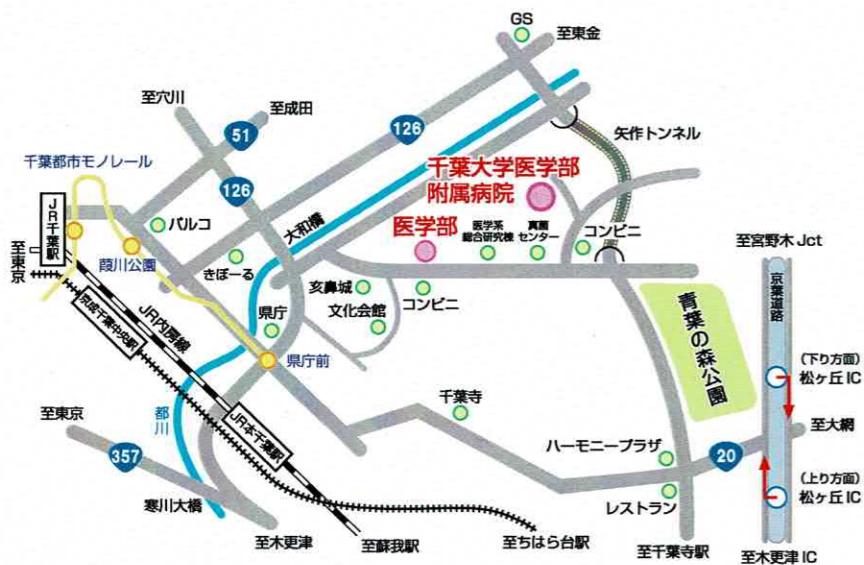 GS
至東金
至穴川
至成田
51
126
126
矢作トンネル
千葉都市モノレール
千葉大学医学部
附属病院
JR千葉駅
パルコ
大和橋
医学部
医学系
総合研究棟
真菌
センター
コンビニ
至東京
葭川公園
きぼーる
亥鼻城
文化会館
コンビニ
至宮野木 Jct
京葉道路
青葉の森公園
京成千葉中央駅
JR内房線
県庁
県庁前
(下り方面)
松ヶ丘 IC
都川
至東京
357
JR本千葉駅
千葉寺
至大網
ハーモニープラザ
20
レストラン
(上り方面)
松ヶ丘 IC
寒川大橋
至木更津
至蘇我駅
至ちはら台駅
至千葉寺駅
至木更津 IC